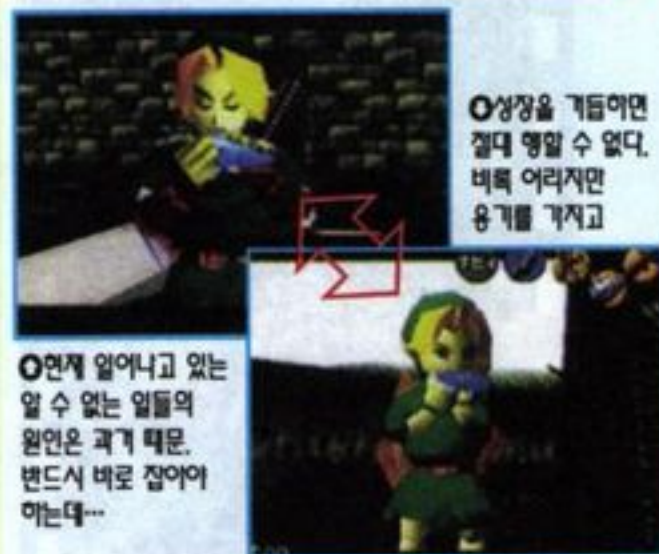 성장을 거듭하면
절대 행할 수 없다.
비록 어리지만
용기를 가지고
현재 일어나고 있는
알 수 없는 일들의
원인은 과거 때문.
반드시 바로 잡아야
하는데…